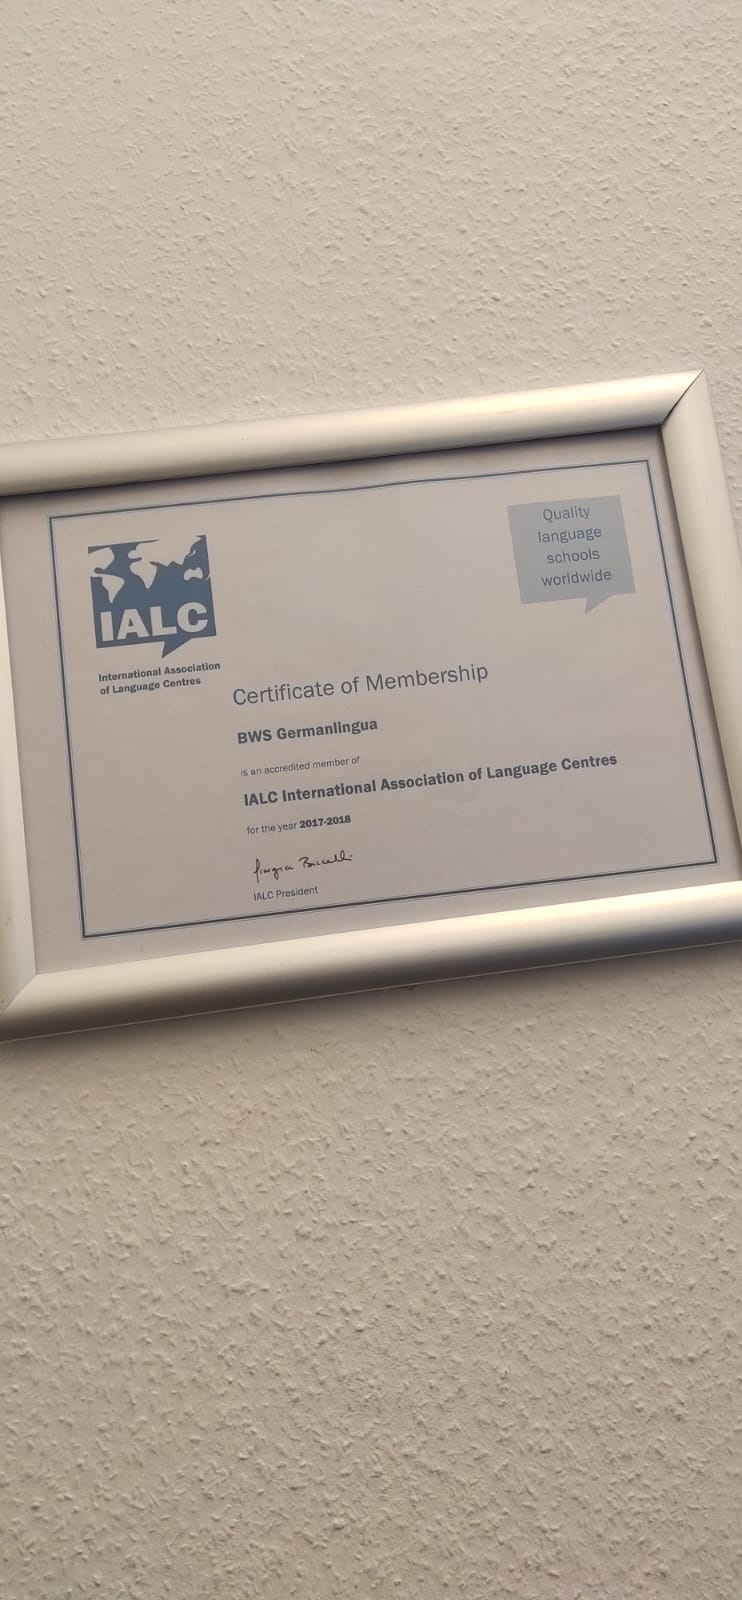 IALC
International Association
of Language Centres
Quality
language
schools
worldwide
Certificate of Membership
BWS Germanlingua
is an accredited member of
IALC International Association of Language Centres
for the year 2017-2018
IALC President